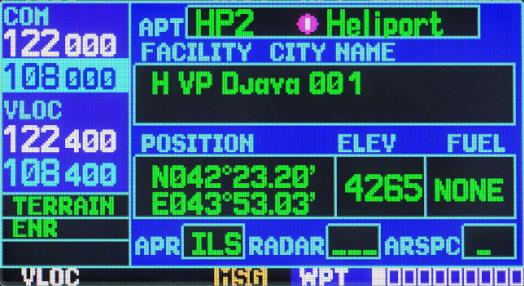 COM
122.000
108.000
VLOC
122.400
108.400
TERRAIN
ENR
APT HP2 Heliport
FACILITY CITY NAME
H VP Djava 001
POSITION ELEV FUEL
N042°23.20'
E043°53.03'
4265 NONE
APR ILS RADAR ___ ARSPC _
VLOC MSG WPT